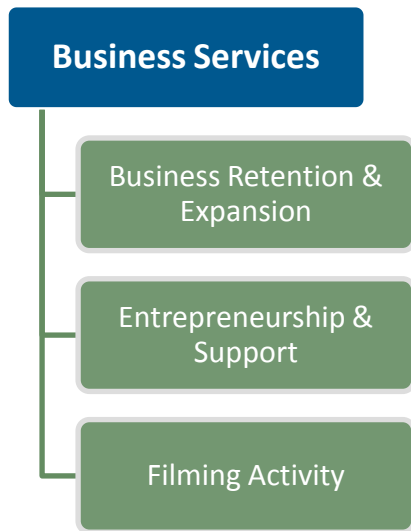 Business Services
Business Retention &
Expansion
Entrepreneurship &
Support
Filming Activity